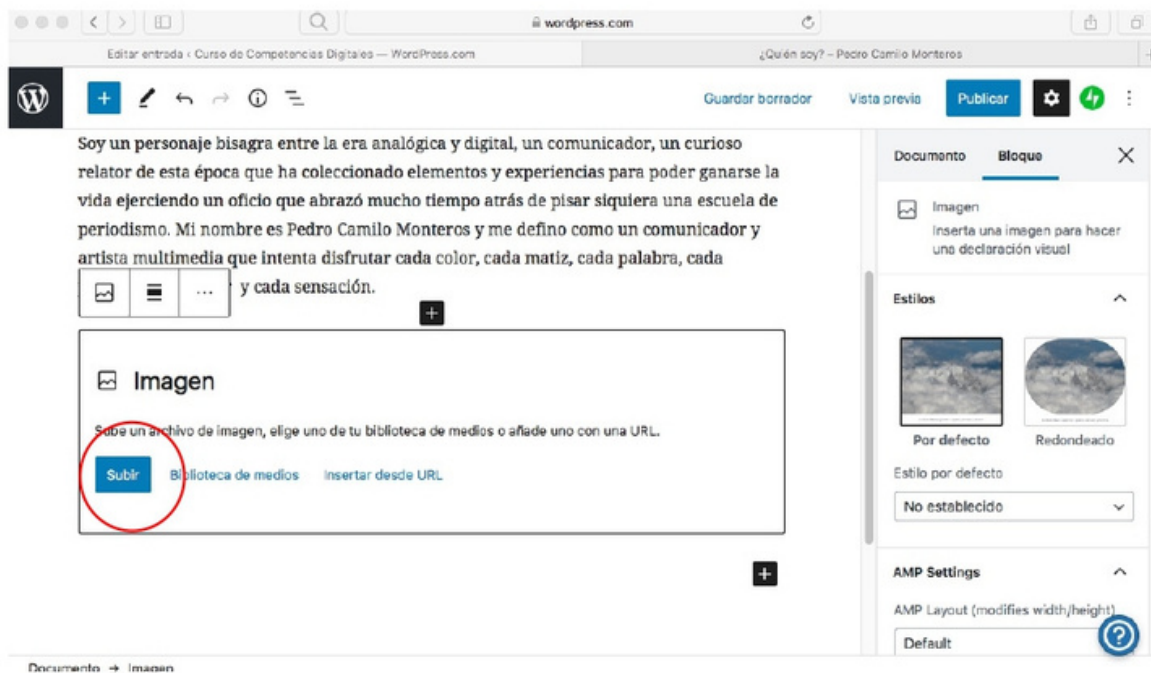 wordpress.com
Editar entrada ‹ Curso de Competencias Digitales — WordPress.com
¿Quién soy? – Pedro Camilo Monteros
Guardar borrador
Vista previa
Publicar
Soy un personaje bisagra entre la era analógica y digital, un comunicador, un curioso
relator de esta época que ha coleccionado elementos y experiencias para poder ganarse la
vida ejerciendo un oficio que abrazó mucho tiempo atrás de pisar siquiera una escuela de
periodismo. Mi nombre es Pedro Camilo Monteros y me defino como un comunicador y
artista multimedia que intenta disfrutar cada color, cada matiz, cada palabra, cada
y cada sensación.
Imagen
Sube un archivo de imagen, elige uno de tu biblioteca de medios o añade uno con una URL.
Subir
Biblioteca de medios
Insertar desde URL
Documento
Bloque
Imagen
Inserta una imagen para hacer
una declaración visual
Estilos
Por defecto
Redondeado
Estilo por defecto
No establecido
AMP Settings
AMP Layout (modifies width/height)
Default
Documento → Imagen